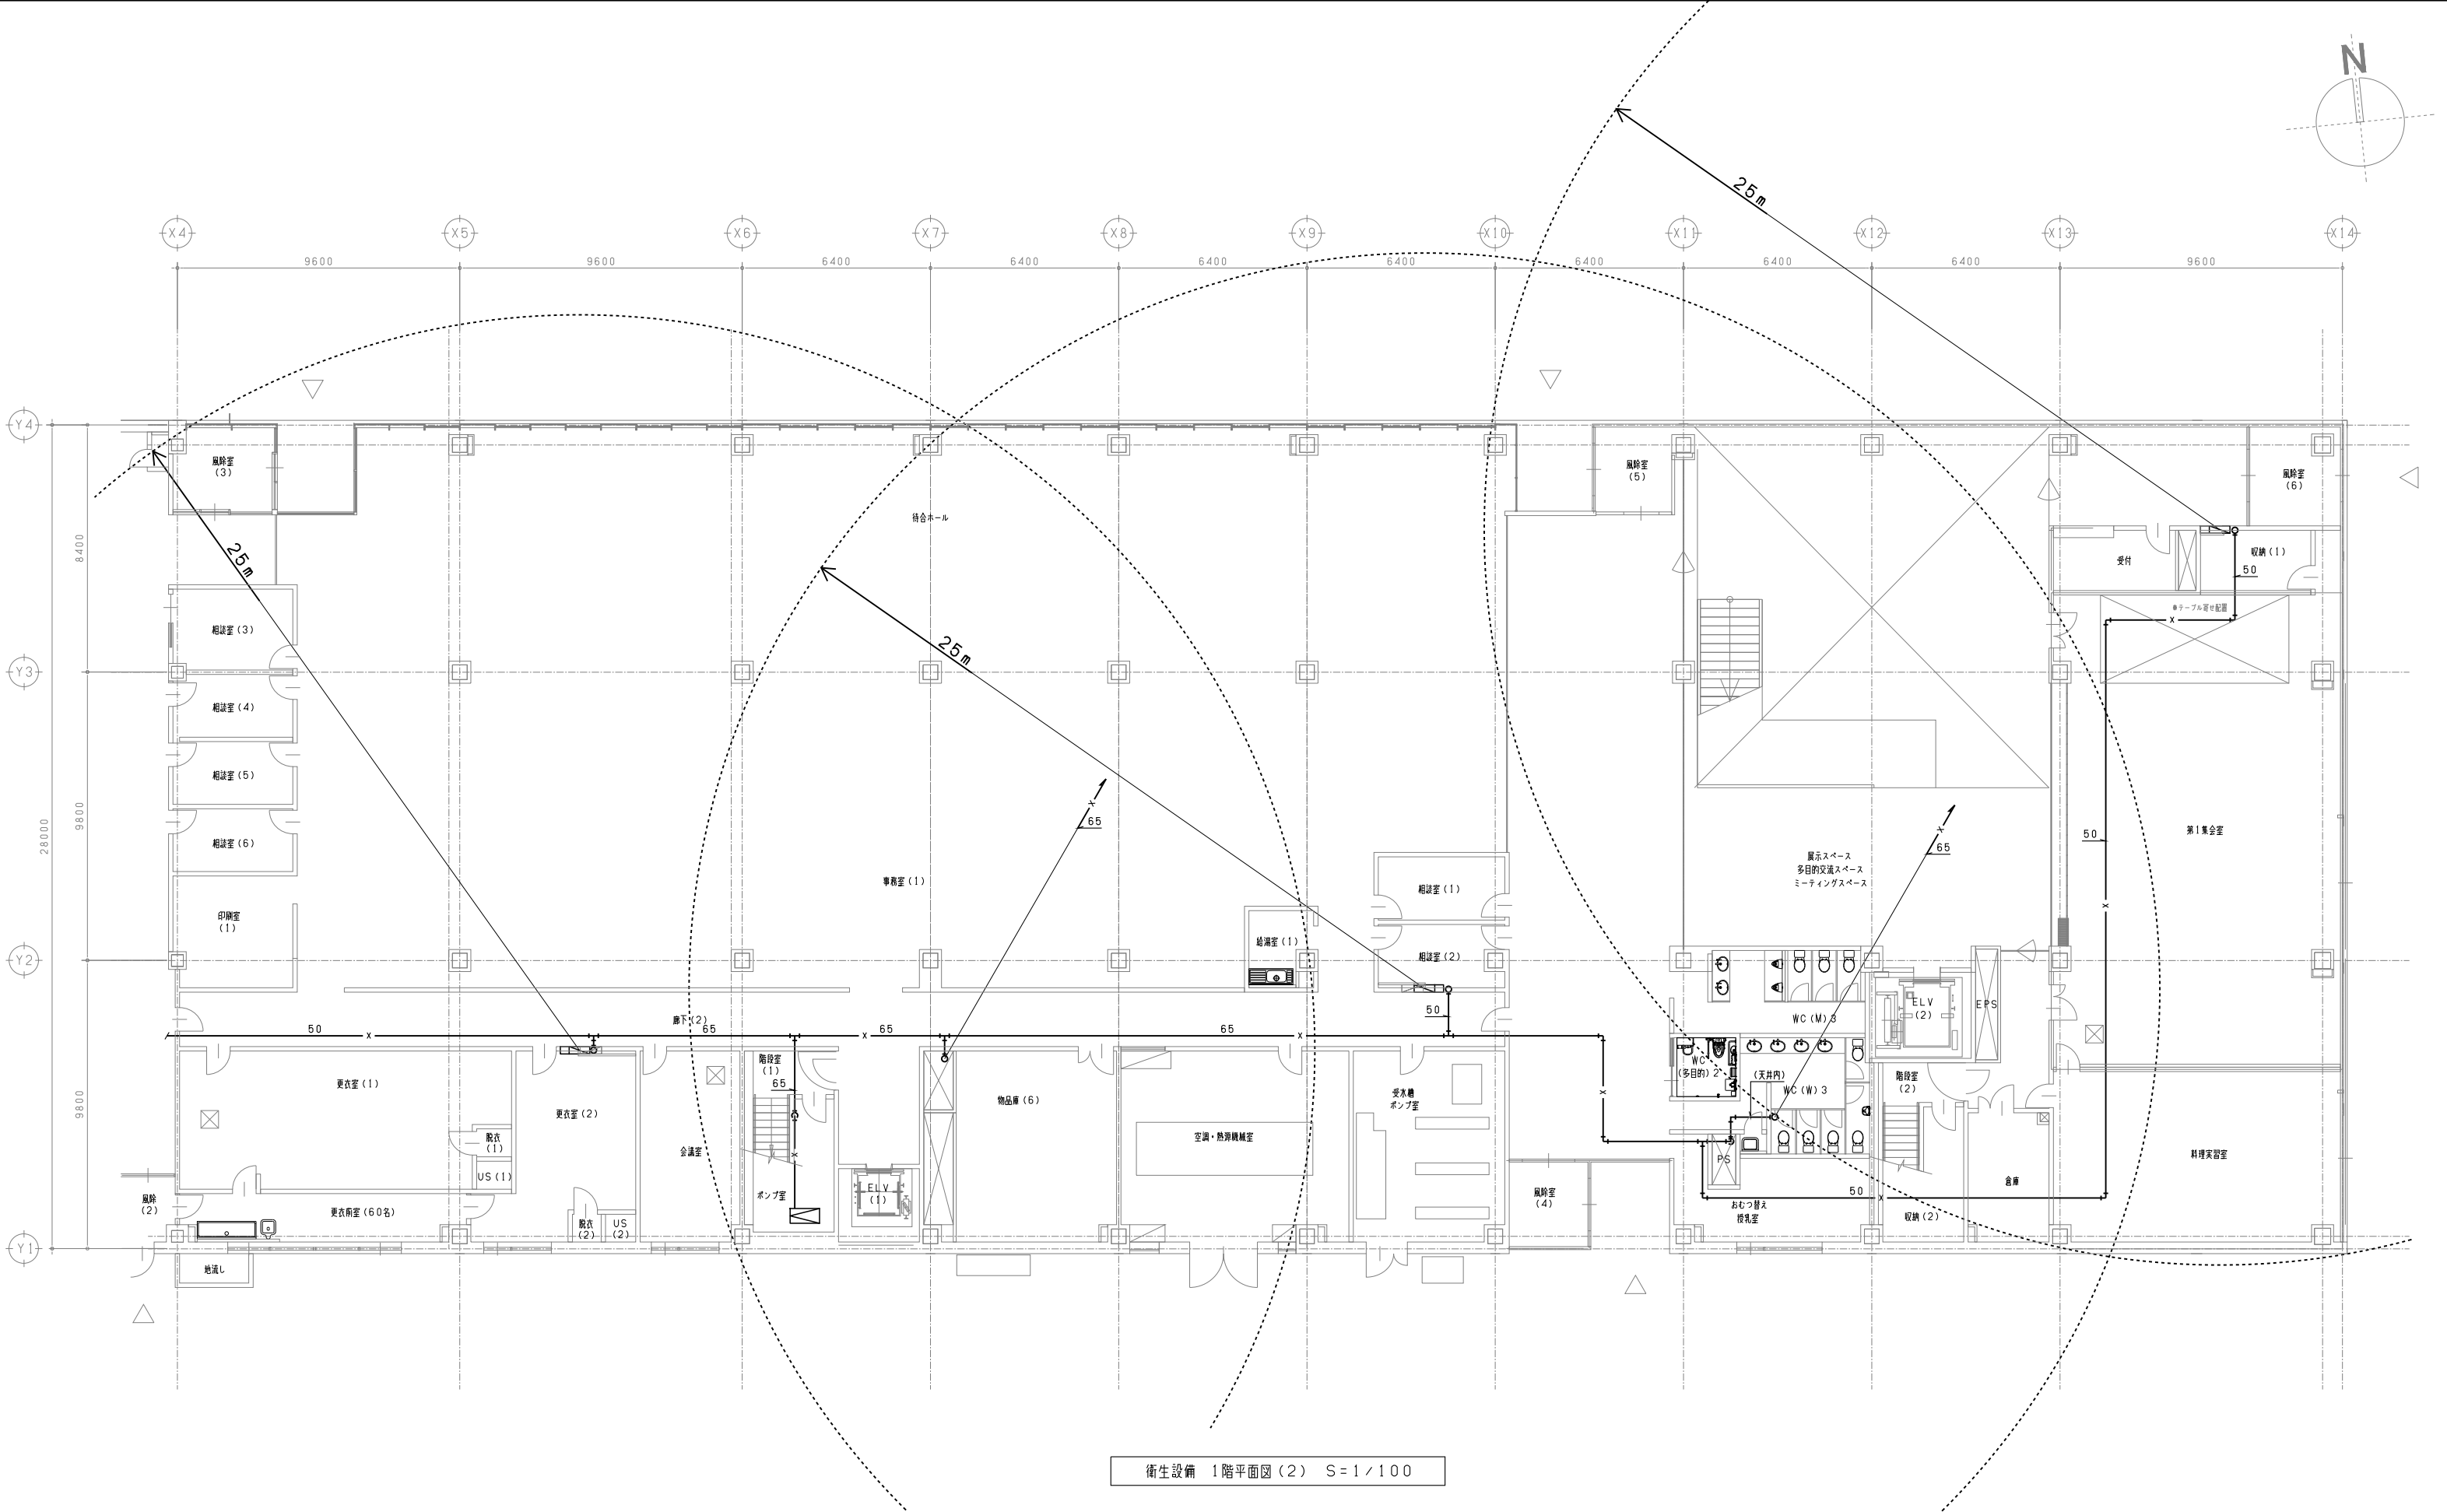 N
25m
X4
X5
X6
X7
X8
X9
X10
X11
X12
X13
X14
9600
9600
6400
6400
6400
6400
6400
6400
6400
9600
Y4
風除室
(3)
風除室
(5)
風除室
(6)
待合ホール
8400
25m
受付
収納(1)
50
※テーブル寄せ配置
x
相談室(3)
25m
Y3
相談室(4)
相談室(5)
x
65
9800
28000
相談室(6)
50
第1集会室
x
65
展示スペース
多目的交流スペース
ミーティングスペース
事務室(1)
相談室(1)
印刷室
(1)
x
給湯室(1)
相談室(2)
Y2
50
ELV
(2)
EPS
WC(M)3
廊下(2)
50
x
65
x
65
65
x
階段室
(1)
65
WC
(多目的)2
(天井内)
WC(W)3
階段室
(2)
更衣室(1)
更衣室(2)
物品庫(6)
受水槽
ポンプ室
x
9800
脱衣
(1)
US(1)
会議室
x
空調・熱源機械室
PS
料理実習室
倉庫
風除
(2)
更衣前室(60名)
脱衣
(2)
US
(2)
ポンプ室
ELV
(1)
風除室
(4)
50
x
おむつ替え
授乳室
収納(2)
Y1
地流し
衛生設備 1階平面図(2) S=1/100